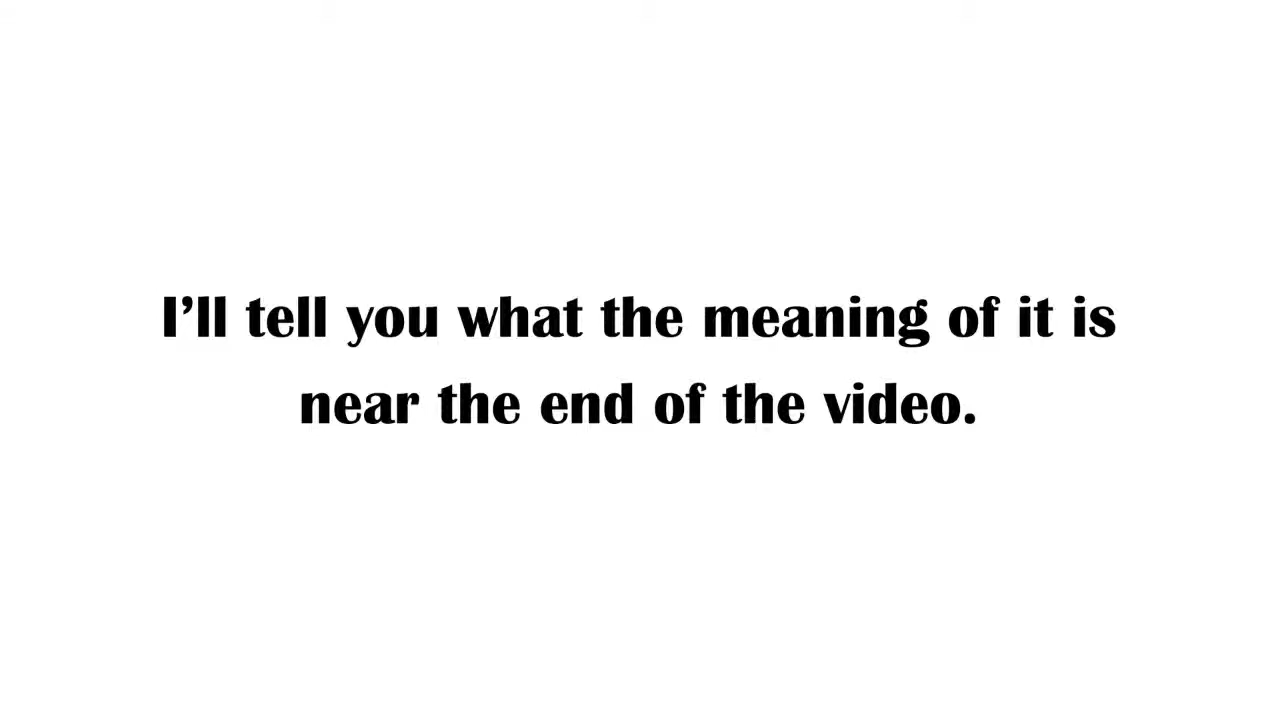 I’ll tell you what the meaning of it is
near the end of the video.